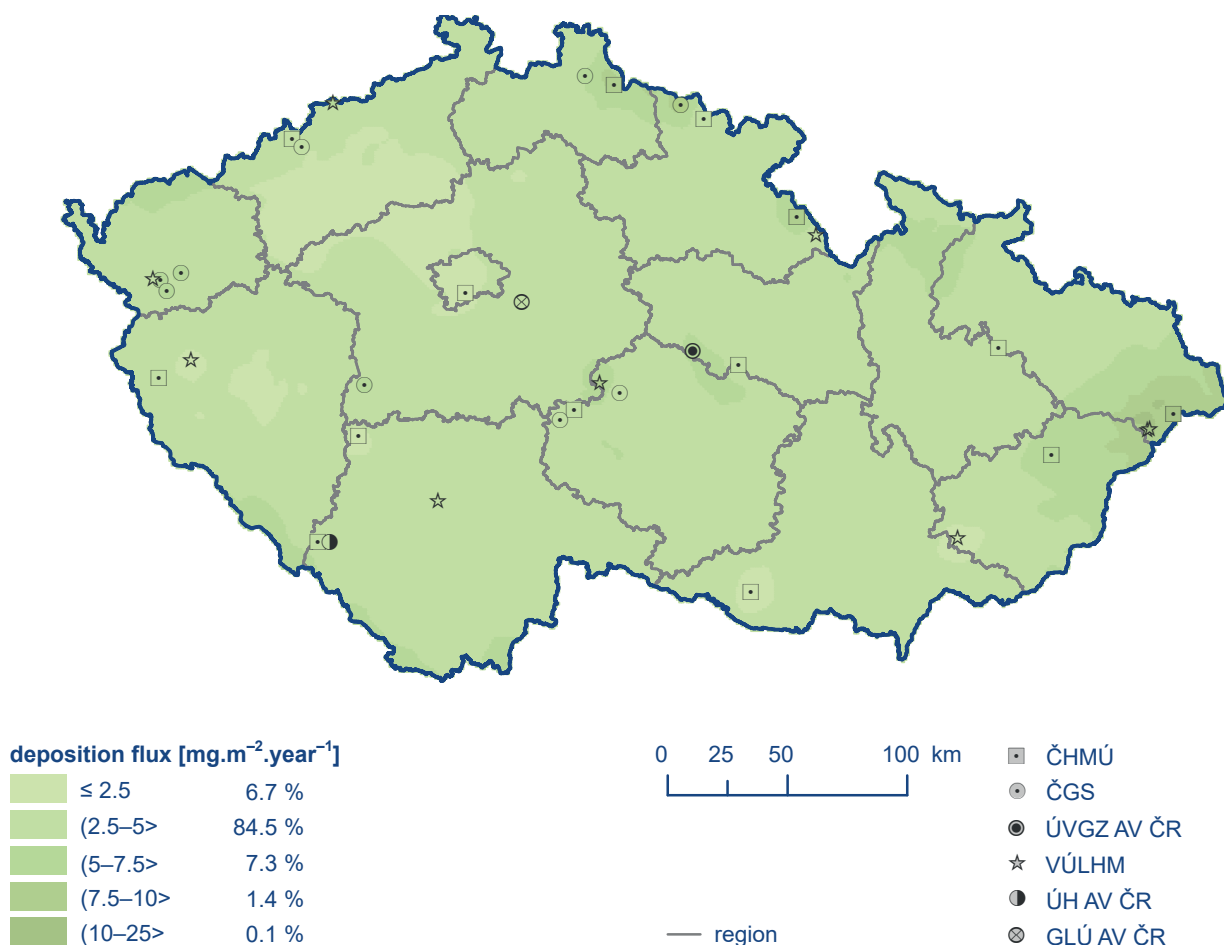 deposition flux [mg.m⁻².year⁻¹]
≤ 2.5 6.7 %
(2.5–5> 84.5 %
(5–7.5> 7.3 %
(7.5–10> 1.4 %
(10–25> 0.1 %
0 25 50 100 km
region
ČHMÚ
ČGS
ÚVGZ AV ČR
VÚLHM
ÚH AV ČR
GLÚ AV ČR